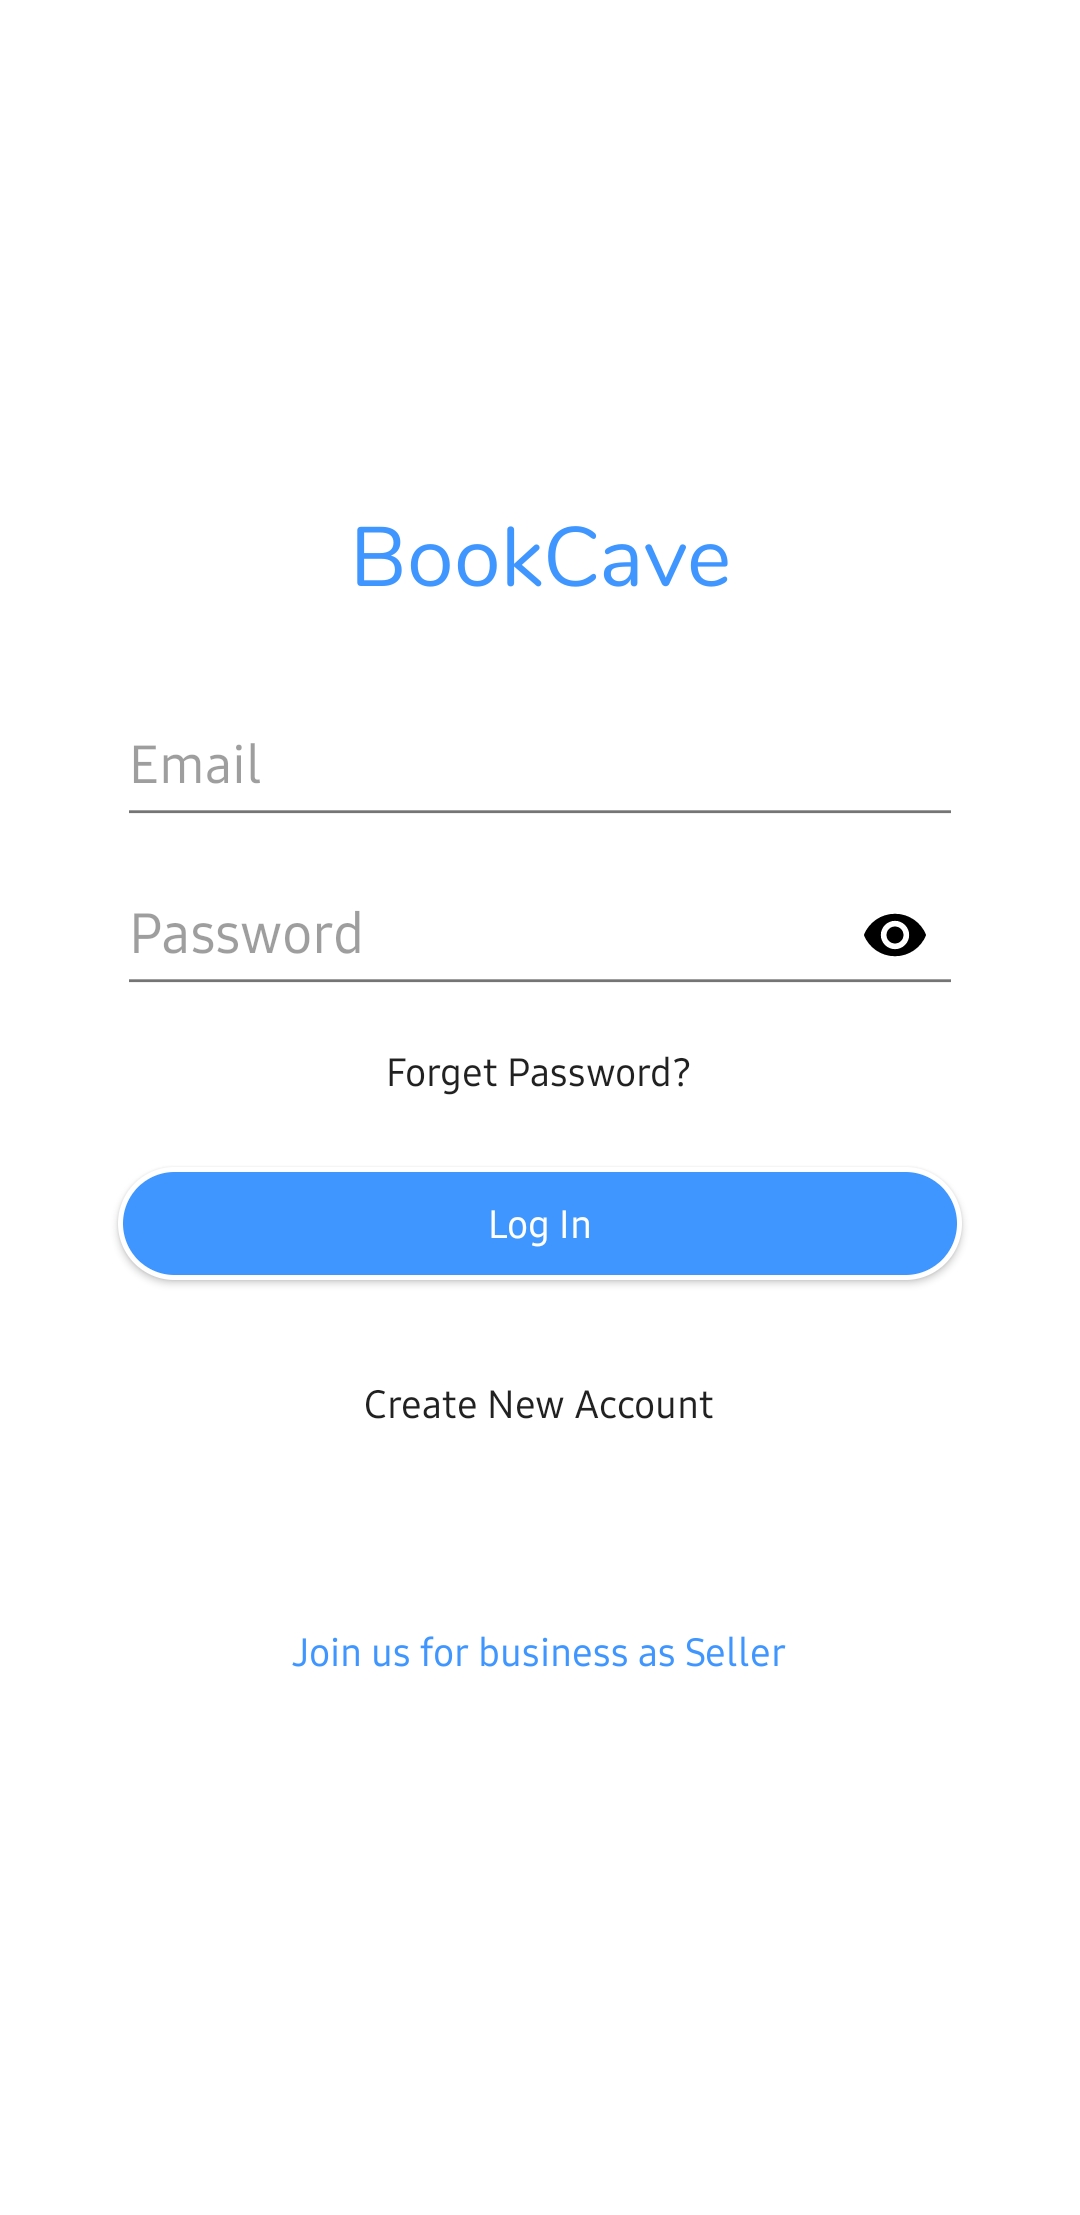 BookCave
Email
Password
Forget Password?
Log In
Create New Account
Join us for business as Seller